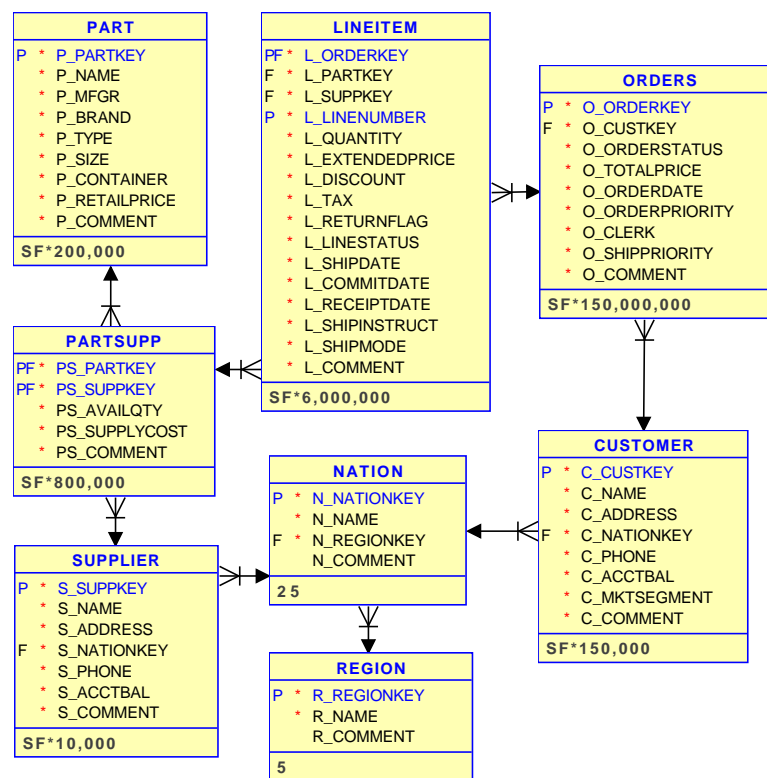 PART
P * P_PARTKEY
* P_NAME
* P_MFGR
* P_BRAND
* P_TYPE
* P_SIZE
* P_CONTAINER
* P_RETAILPRICE
* P_COMMENT
SF*200,000
LINEITEM
PF * L_ORDERKEY
F * L_PARTKEY
F * L_SUPPKEY
P * L_LINENUMBER
* L_QUANTITY
* L_EXTENDEDPRICE
* L_DISCOUNT
* L_TAX
* L_RETURNFLAG
* L_LINESTATUS
* L_SHIPDATE
* L_COMMITDATE
* L_RECEIPTDATE
* L_SHIPINSTRUCT
* L_SHIPMODE
* L_COMMENT
SF*6,000,000
ORDERS
P * O_ORDERKEY
F * O_CUSTKEY
* O_ORDERSTATUS
* O_TOTALPRICE
* O_ORDERDATE
* O_ORDERPRIORITY
* O_CLERK
* O_SHIPPRIORITY
* O_COMMENT
SF*150,000,000
PARTSUPP
PF * PS_PARTKEY
PF * PS_SUPPKEY
* PS_AVAILQTY
* PS_SUPPLYCOST
* PS_COMMENT
SF*800,000
NATION
P * N_NATIONKEY
* N_NAME
F * N_REGIONKEY
N_COMMENT
25
CUSTOMER
P * C_CUSTKEY
* C_NAME
* C_ADDRESS
F * C_NATIONKEY
* C_PHONE
* C_ACCTBAL
* C_MKTSEGMENT
* C_COMMENT
SF*150,000
SUPPLIER
P * S_SUPPKEY
* S_NAME
* S_ADDRESS
F * S_NATIONKEY
* S_PHONE
* S_ACCTBAL
* S_COMMENT
SF*10,000
REGION
P * R_REGIONKEY
* R_NAME
R_COMMENT
5